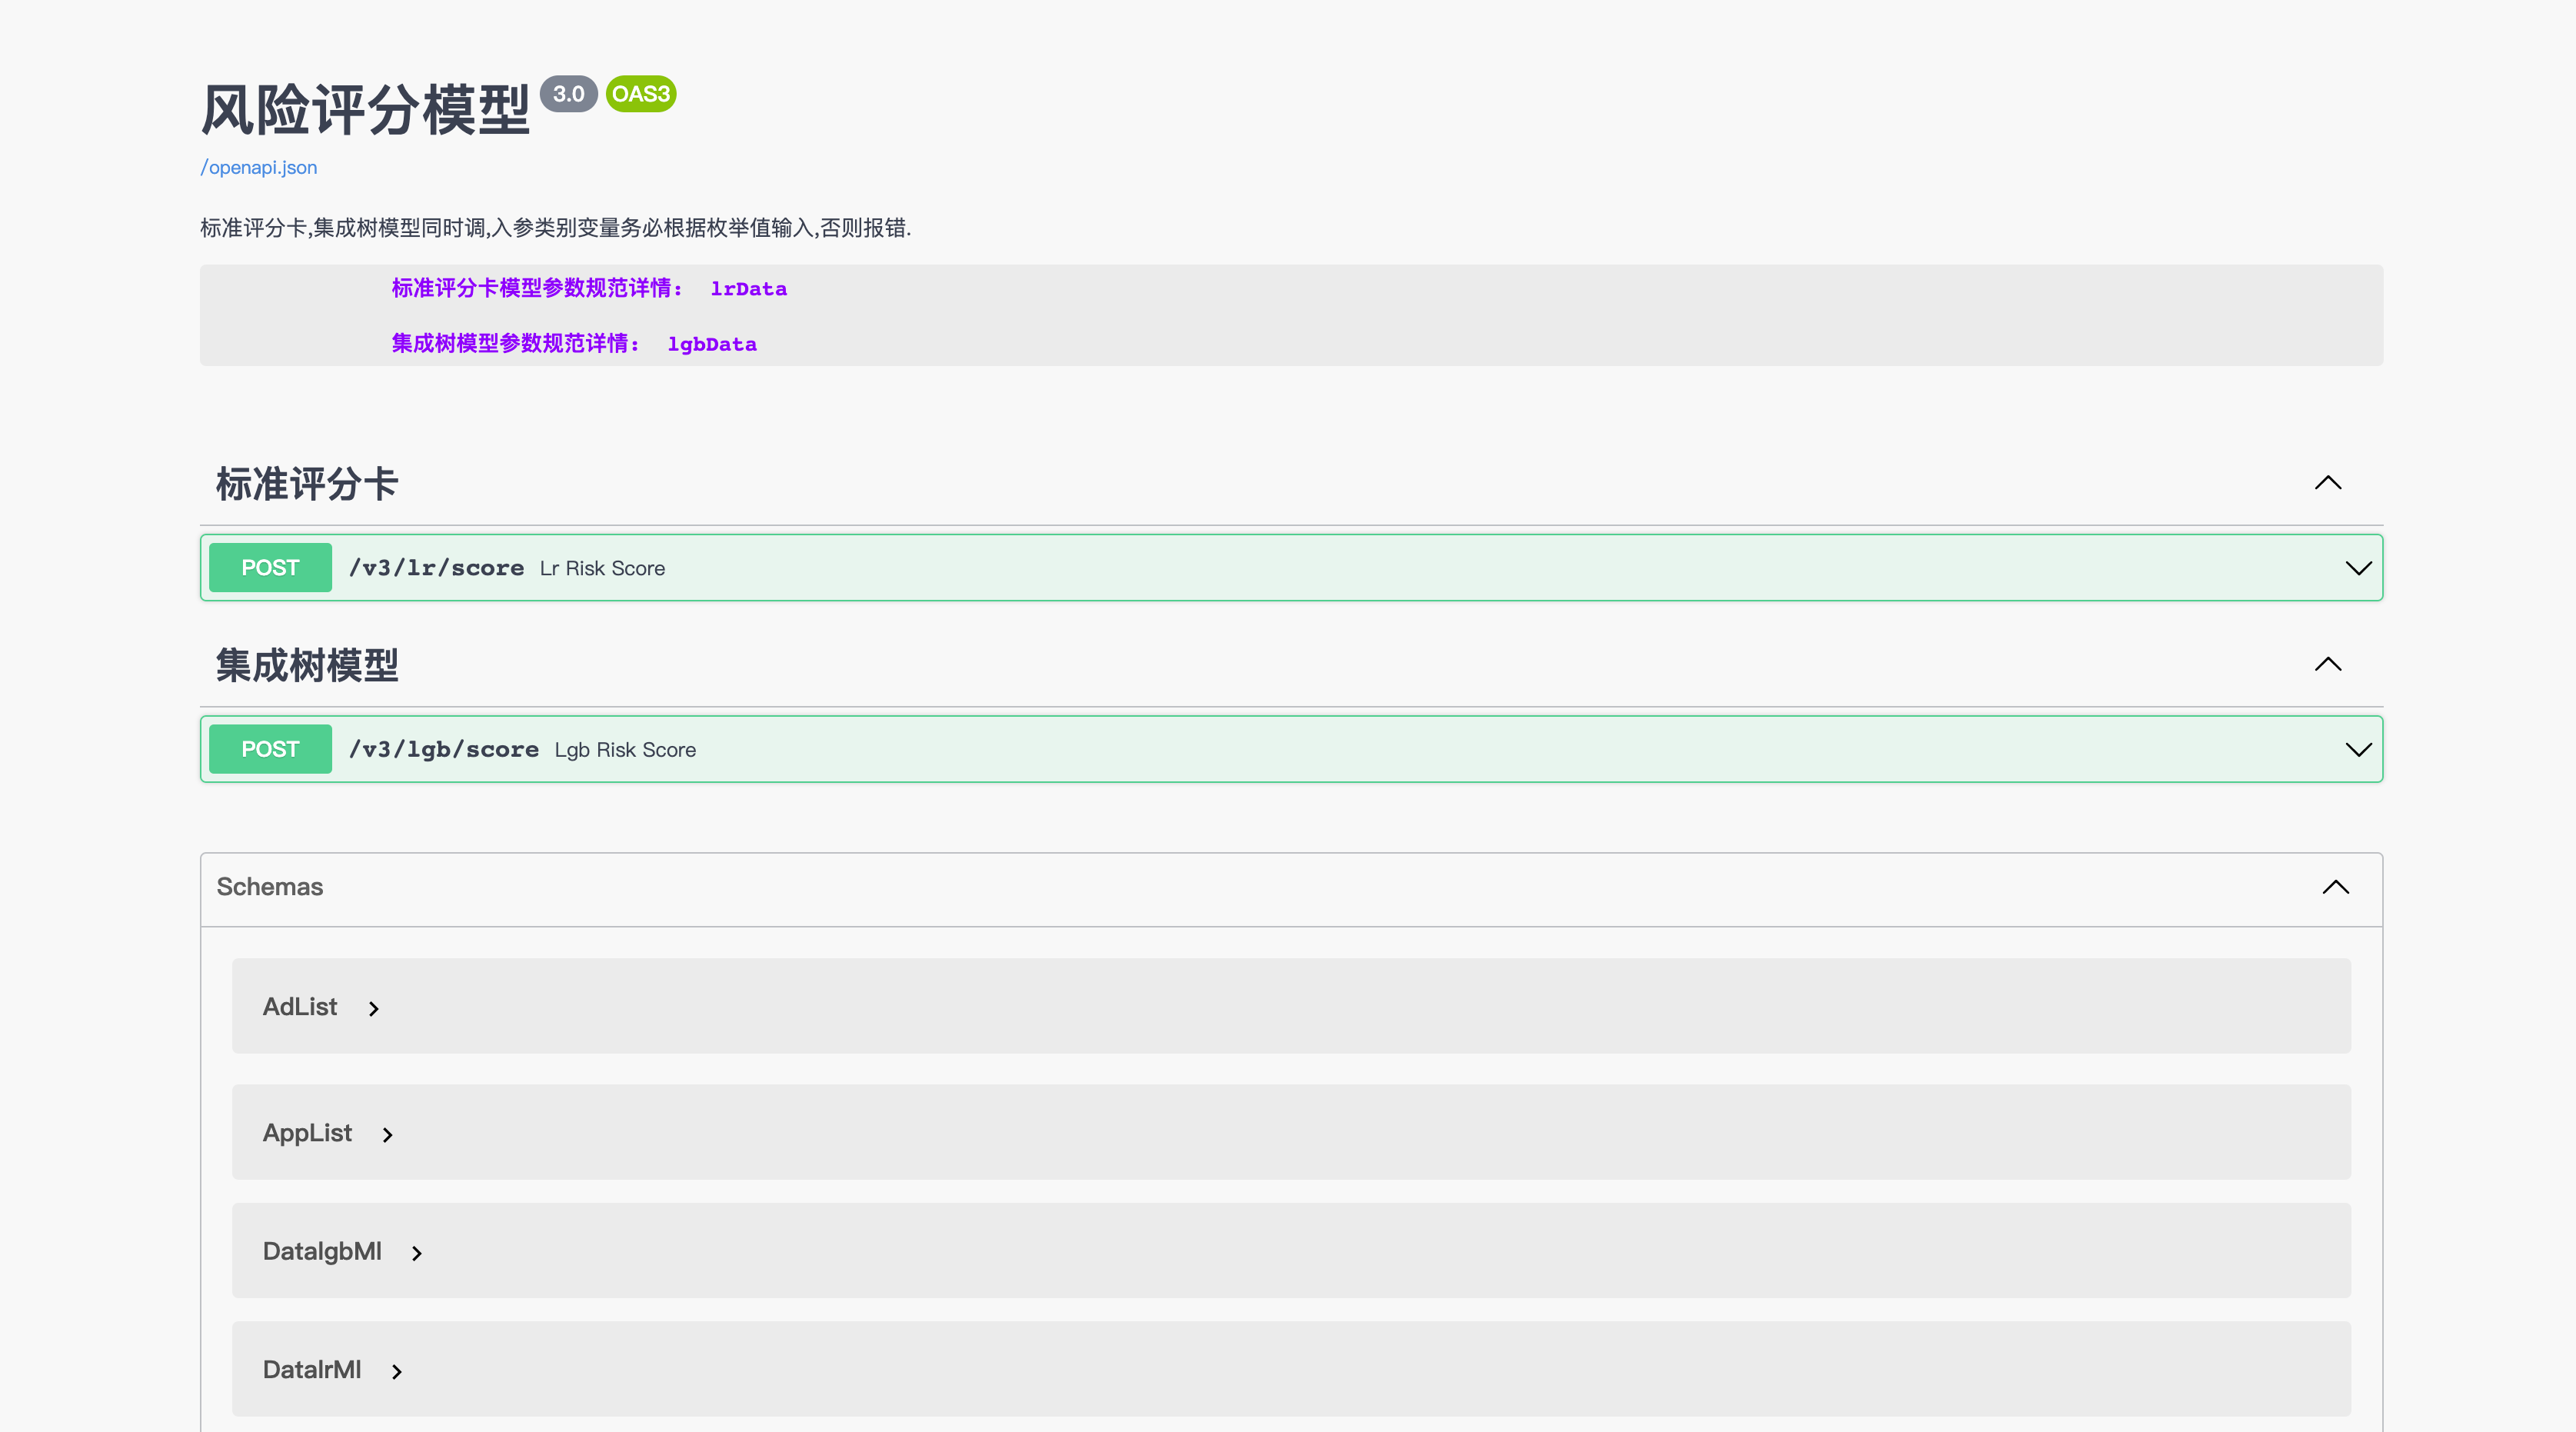 风险评分模型 3.0 OAS3
/openapi.json
标准评分卡,集成树模型同时调,入参类别变量务必根据枚举值输入,否则报错.
标准评分卡模型参数规范详情: lrData
集成树模型参数规范详情: lgbData
标准评分卡
POST /v3/lr/score Lr Risk Score
集成树模型
POST /v3/lgb/score Lgb Risk Score
Schemas
AdList
AppList
DatalgbMl
DatalrMl